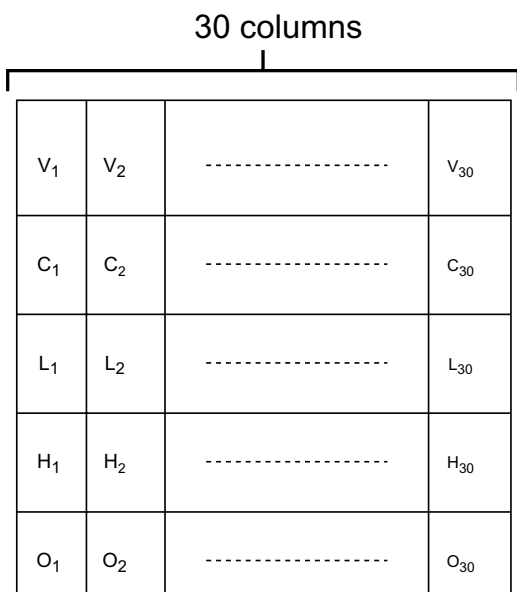 30 columns
V1 V2 V30
C1 C2 C30
L1 L2 L30
H1 H2 H30
O1 O2 O30